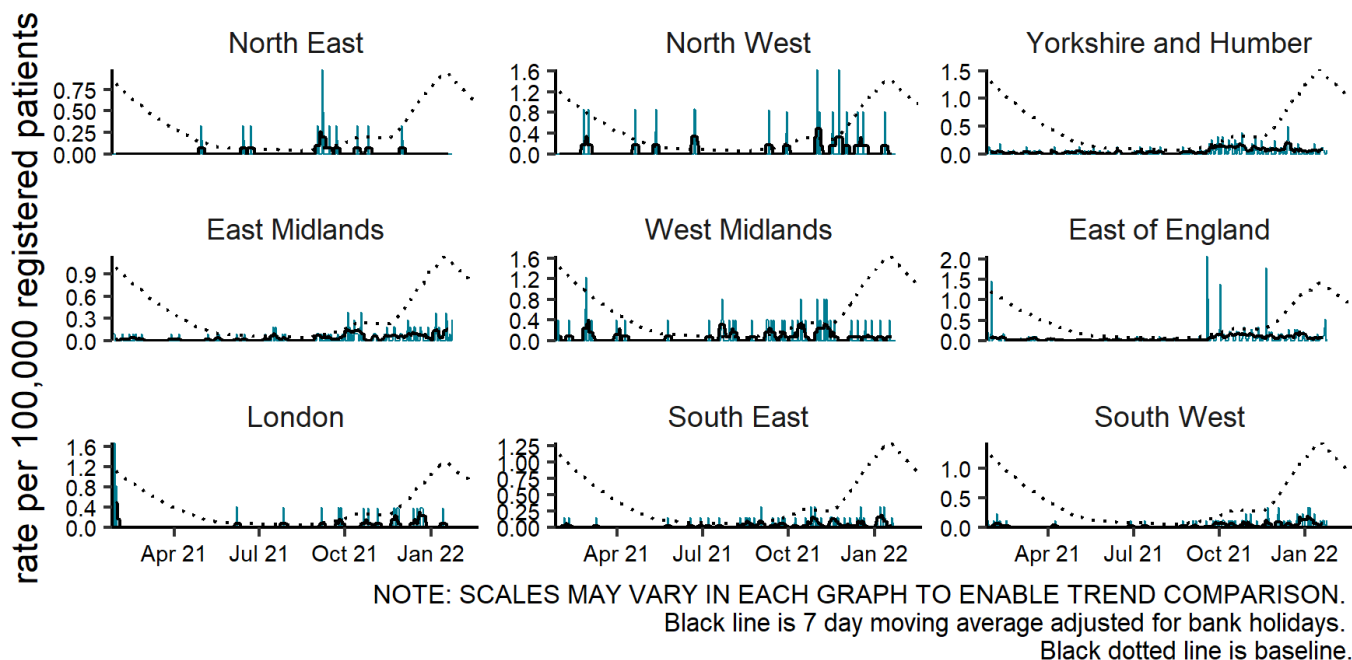 rate per 100,000 registered patients
North East
0.75
0.50
0.25
0.00
North West
1.6
1.2
0.8
0.4
0.0
Yorkshire and Humber
1.5
1.0
0.5
0.0
East Midlands
0.9
0.6
0.3
0.0
West Midlands
1.6
1.2
0.8
0.4
0.0
East of England
2.0
1.5
1.0
0.5
0.0
London
1.6
1.2
0.8
0.4
0.0
Apr 21 Jul 21 Oct 21 Jan 22
South East
1.25
1.00
0.75
0.50
0.25
0.00
Apr 21 Jul 21 Oct 21 Jan 22
South West
1.0
0.5
0.0
Apr 21 Jul 21 Oct 21 Jan 22
NOTE: SCALES MAY VARY IN EACH GRAPH TO ENABLE TREND COMPARISON.
Black line is 7 day moving average adjusted for bank holidays.
Black dotted line is baseline.